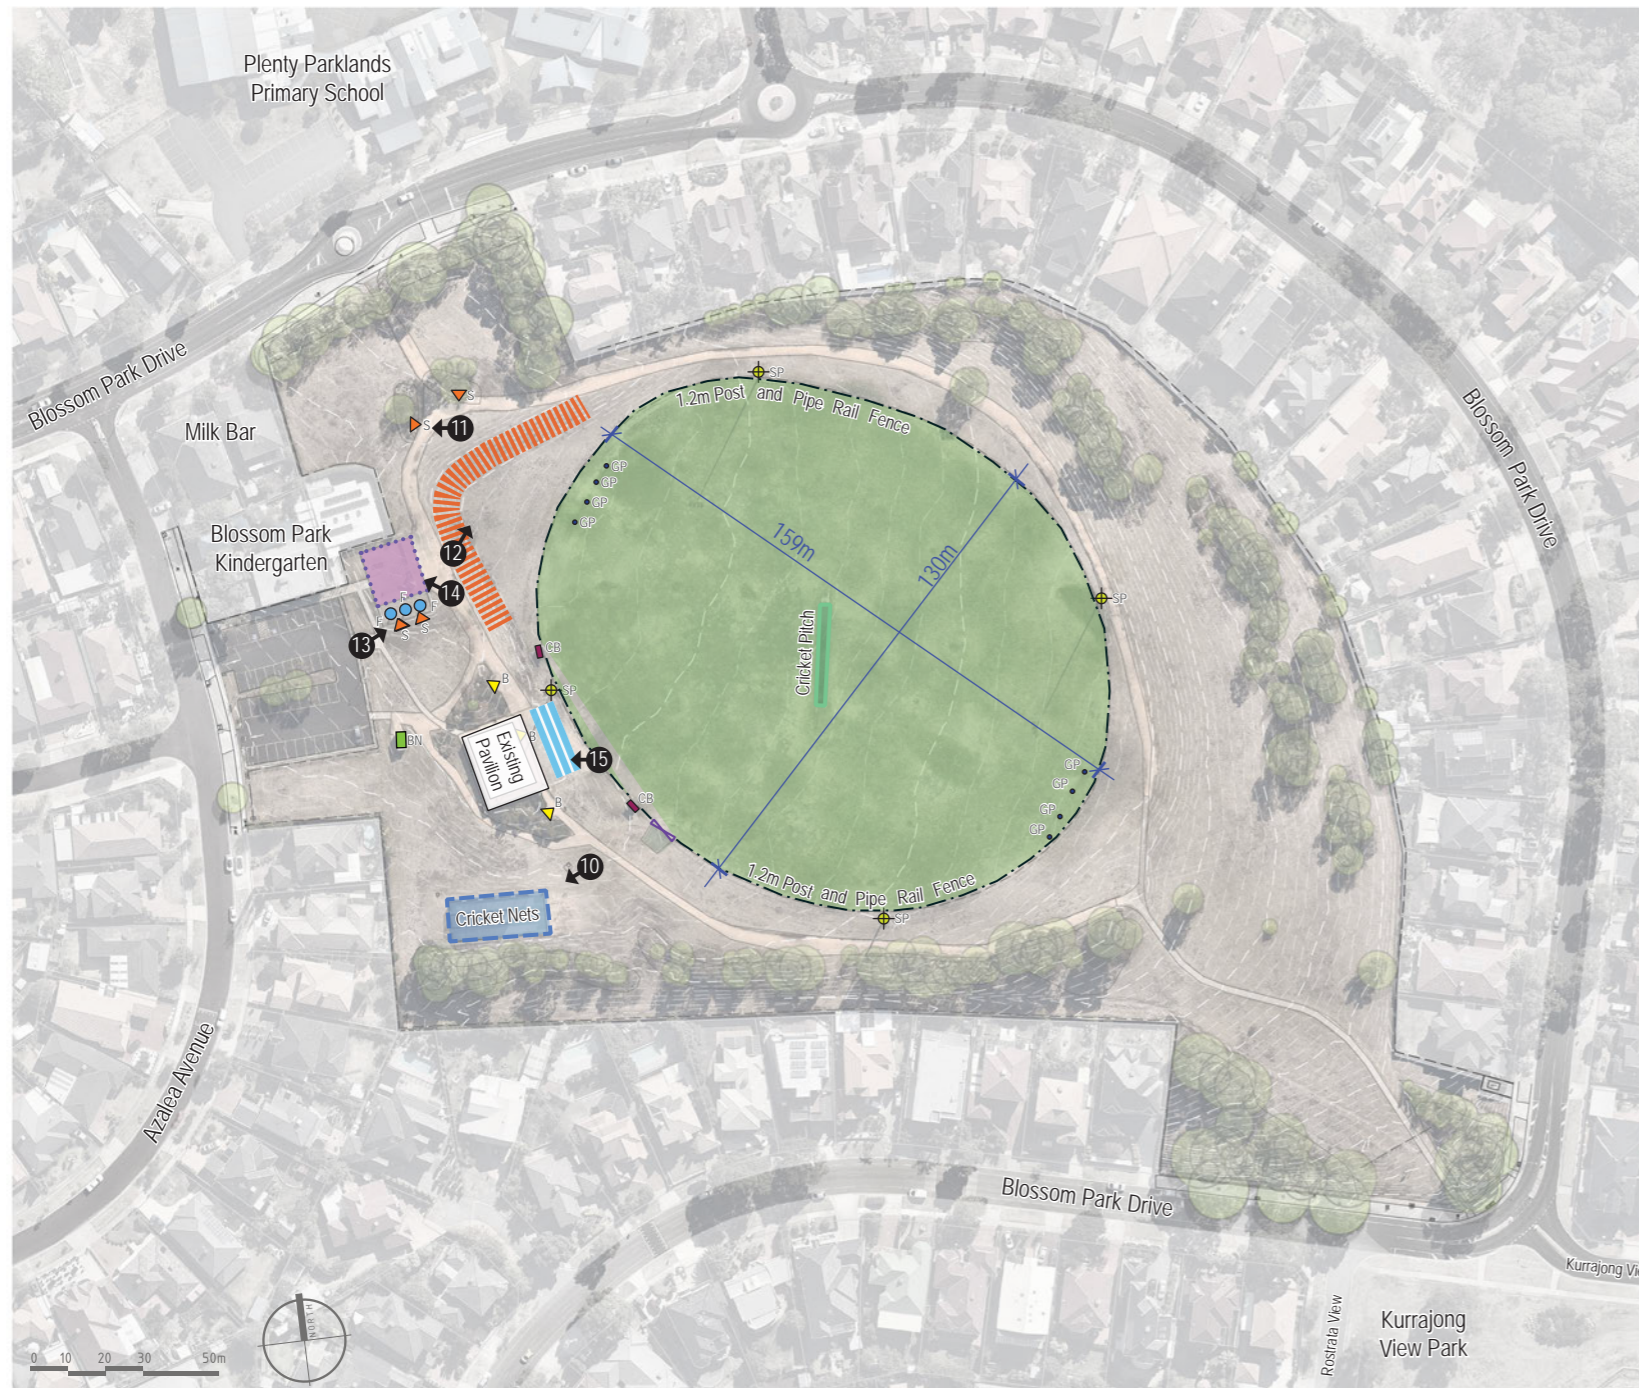 Plenty Parklands
Primary School
Blossom Park Drive
Milk Bar
Blossom Park
Kindergarten
Blossom Park Drive
1.2m Post and Pipe Rail Fence
SP
S
S
11
GP
GP
GP
GP
159m
130m
12
14
SP
F
F
F
S
S
13
Cricket Pitch
CB
SP
B
BN
B
Existing
Pavilion
15
GP
GP
GP
GP
CB
B
10
1.2m Post and Pipe Rail Fence
SP
Cricket Nets
Azalea Avenue
Blossom Park Drive
Kurrajong Vi
Rostrata View
Kurrajong
View Park
NORTH
0 10 20 30 50m